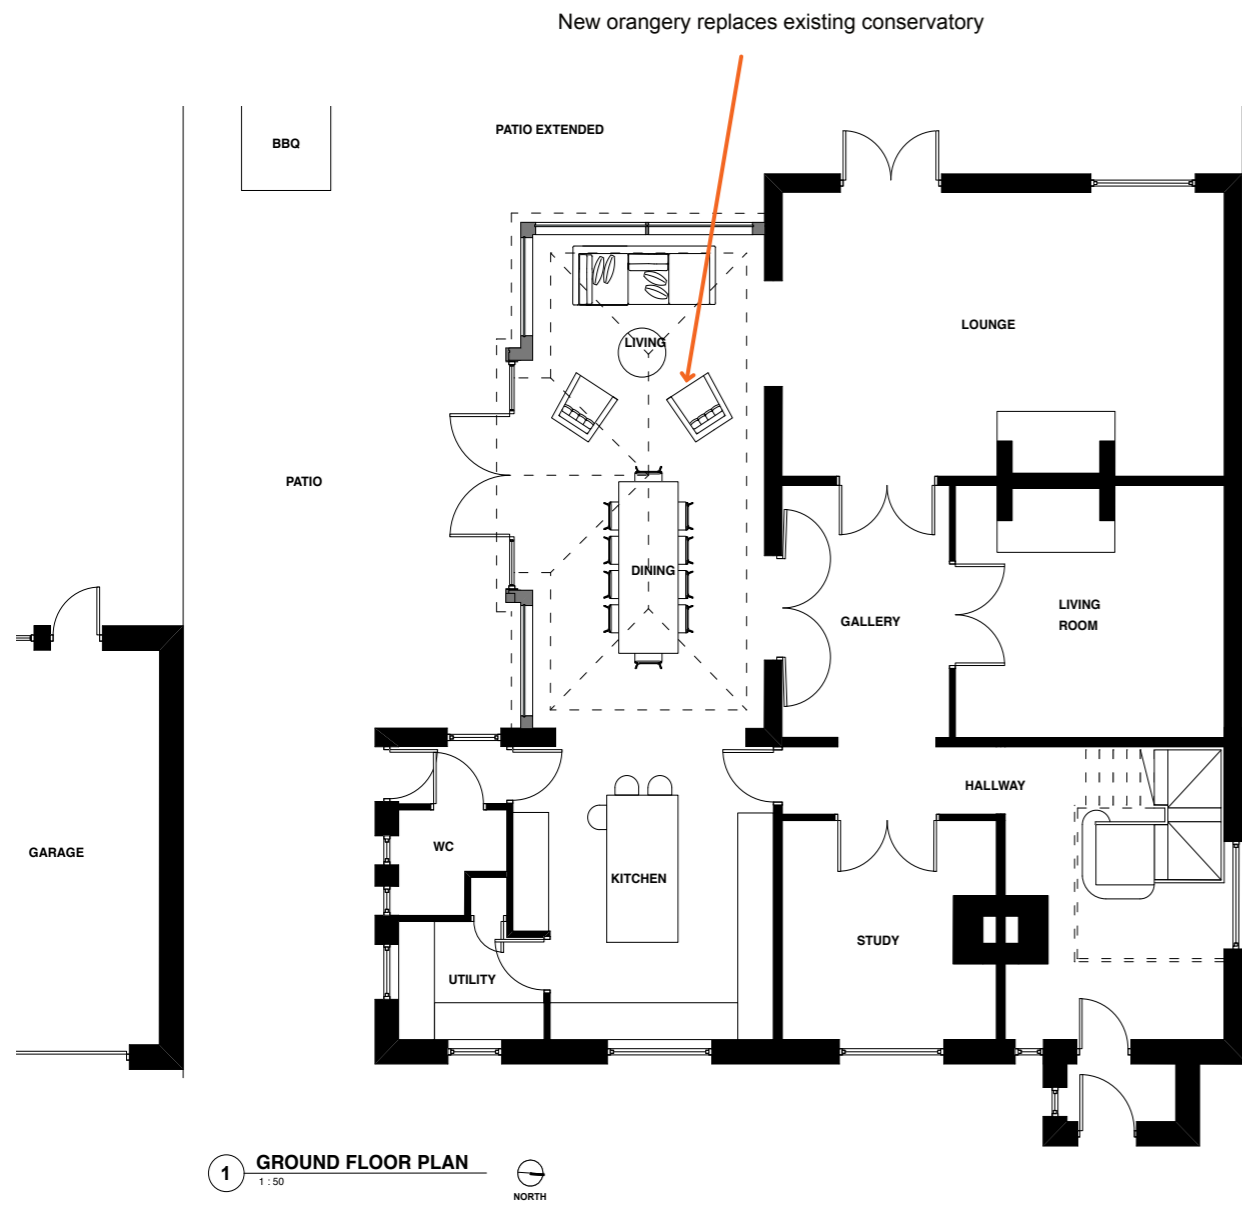 New orangery replaces existing conservatory
PATIO EXTENDED
BBQ
LOUNGE
LIVING
PATIO
DINING
LIVING
ROOM
GALLERY
HALLWAY
WC
GARAGE
KITCHEN
STUDY
UTILITY
1
GROUND FLOOR PLAN
1 : 50
NORTH